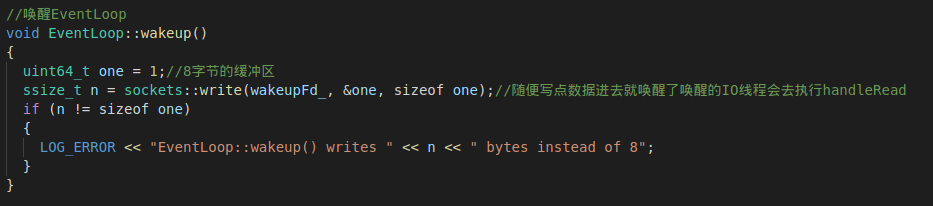 //唤醒EventLoop
void EventLoop::wakeup()
{
  uint64_t one = 1;//8字节的缓冲区
  ssize_t n = sockets::write(wakeupFd_, &one, sizeof one);//随便写点数据进去就唤醒了唤醒的IO线程会去执行handleRead
  if (n != sizeof one)
  {
    LOG_ERROR << "EventLoop::wakeup() writes " << n << " bytes instead of 8";
  }
}